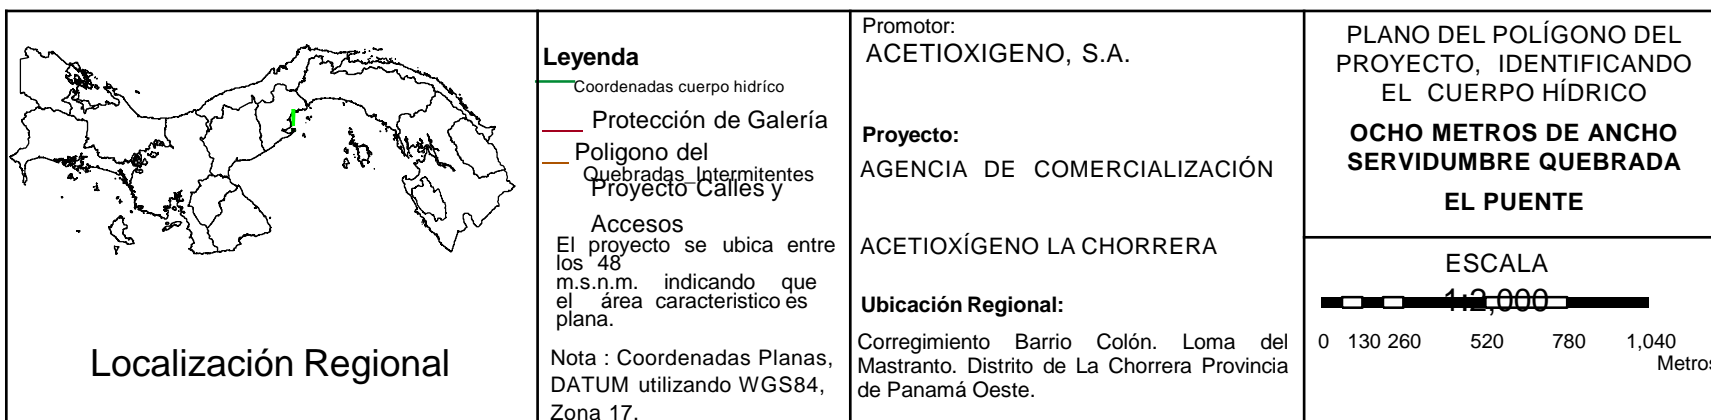 Localización Regional
Leyenda
Coordenadas cuerpo hidríco
Protección de Galería
Poligono del
Quebradas_Intermitentes
Proyecto Calles y
Accesos
El proyecto se ubica entre
los 48
m.s.n.m. indicando que
el área caracteristico es
plana.
Nota : Coordenadas Planas,
DATUM utilizando WGS84,
Zona 17.
Promotor:
ACETIOXIGENO, S.A.
Proyecto:
AGENCIA DE COMERCIALIZACIÓN
ACETIOXÍGENO LA CHORRERA
Ubicación Regional:
Corregimiento Barrio Colón. Loma del
Mastranto. Distrito de La Chorrera Provincia
de Panamá Oeste.
PLANO DEL POLÍGONO DEL
PROYECTO, IDENTIFICANDO
EL CUERPO HÍDRICO
OCHO METROS DE ANCHO
SERVIDUMBRE QUEBRADA
EL PUENTE
ESCALA
1:2,000
0 130 260 520 780 1,040
Metros